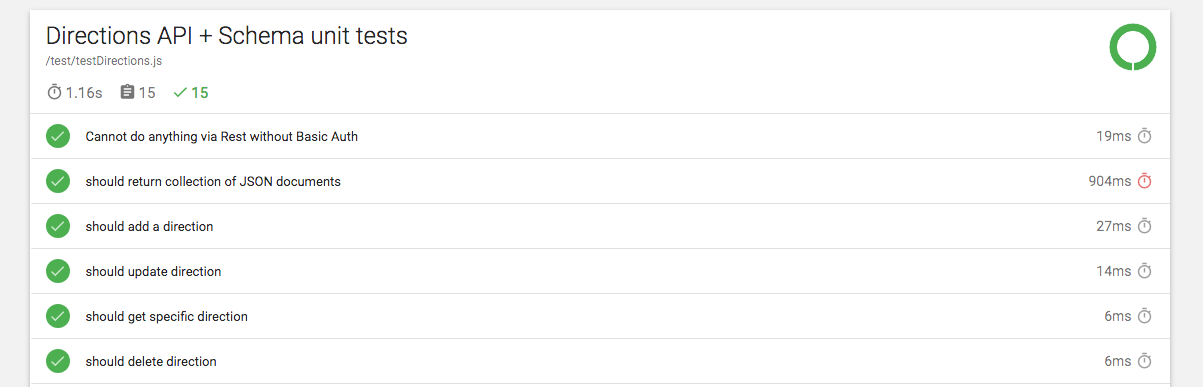 Directions API + Schema unit tests
/test/testDirections.js
1.16s 15 15
Cannot do anything via Rest without Basic Auth 19ms
should return collection of JSON documents 904ms
should add a direction 27ms
should update direction 14ms
should get specific direction 6ms
should delete direction 6ms